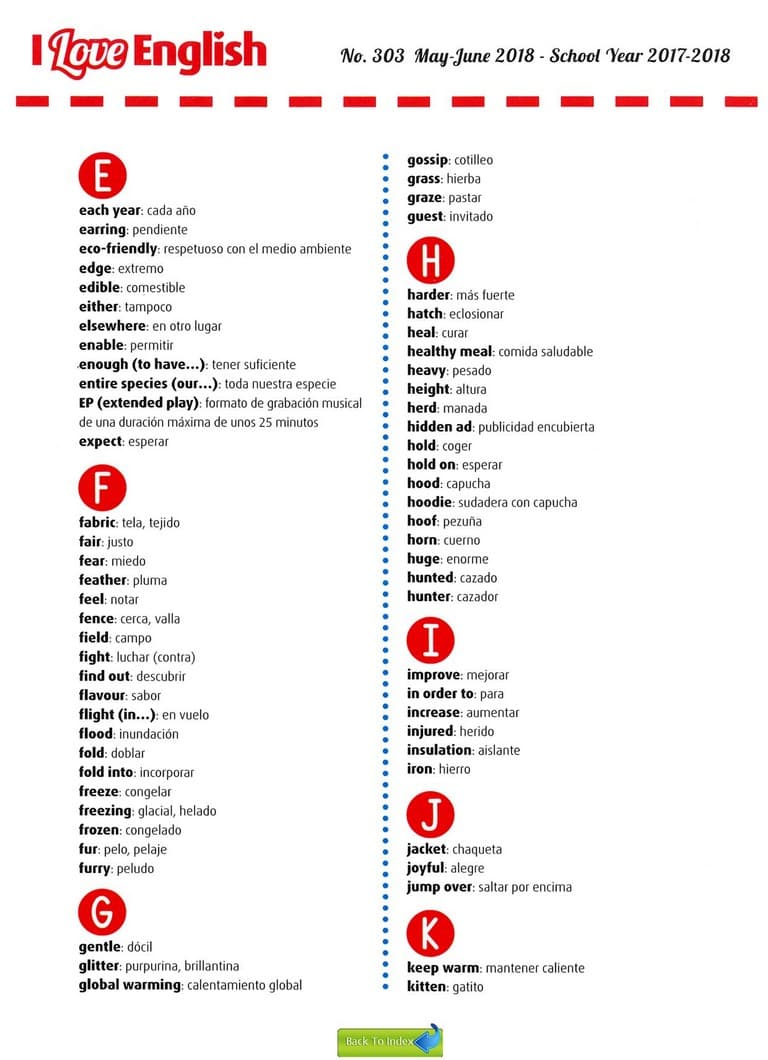 I Love English
No. 303 May-June 2018 - School Year 2017-2018
E
each year: cada año
earring: pendiente
eco-friendly: respetuoso con el medio ambiente
edge: extremo
edible: comestible
either: tampoco
elsewhere: en otro lugar
enable: permitir
enough (to have...): tener suficiente
entire species (our...): toda nuestra especie
EP (extended play): formato de grabación musical
de una duración máxima de unos 25 minutos
expect: esperar
F
fabric: tela, tejido
fair: justo
fear: miedo
feather: pluma
feel: notar
fence: cerca, valla
field: campo
fight: luchar (contra)
find out: descubrir
flavour: sabor
flight (in...): en vuelo
flood: inundación
fold: doblar
fold into: incorporar
freeze: congelar
freezing: glacial, helado
frozen: congelado
fur: pelo, pelaje
furry: peludo
G
gentle: dócil
glitter: purpurina, brillantina
global warming: calentamiento global
gossip: cotilleo
grass: hierba
graze: pastar
guest: invitado
H
harder: más fuerte
hatch: eclosionar
heal: curar
healthy meal: comida saludable
heavy: pesado
height: altura
herd: manada
hidden ad: publicidad encubierta
hold: coger
hold on: esperar
hood: capucha
hoodie: sudadera con capucha
hoof: pezuña
horn: cuerno
huge: enorme
hunted: cazado
hunter: cazador
I
improve: mejorar
in order to: para
increase: aumentar
injured: herido
insulation: aislante
iron: hierro
J
jacket: chaqueta
joyful: alegre
jump over: saltar por encima
K
keep warm: mantener caliente
kitten: gatito
Back To Index